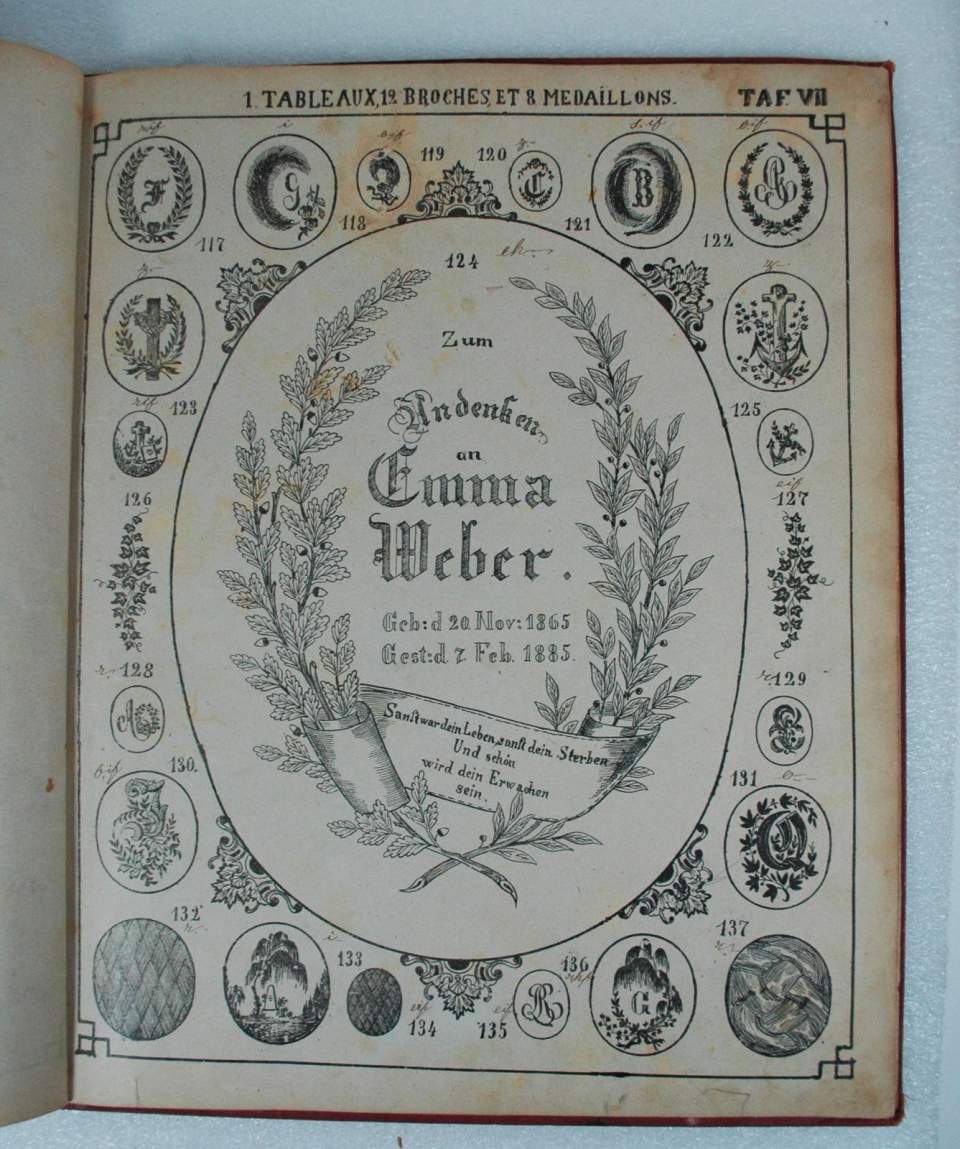 1. TABLEAUX, 12 BROCHES, ET 8 MEDAILLONS.
TAF. VII
F
G
119
120
C
B
117
118
121
122
124
Zum
Andenken
an
Emma
Weber.
Geb: d 20. Nov: 1865
Gest: d. 7. Feb. 1885.
Sanft war dein Leben, sanft dein Sterben
Und schön
wird dein Erwachen
sein.
123
125
126
127
128
129
130.
131
Q
132
133
134
135
136
G
137